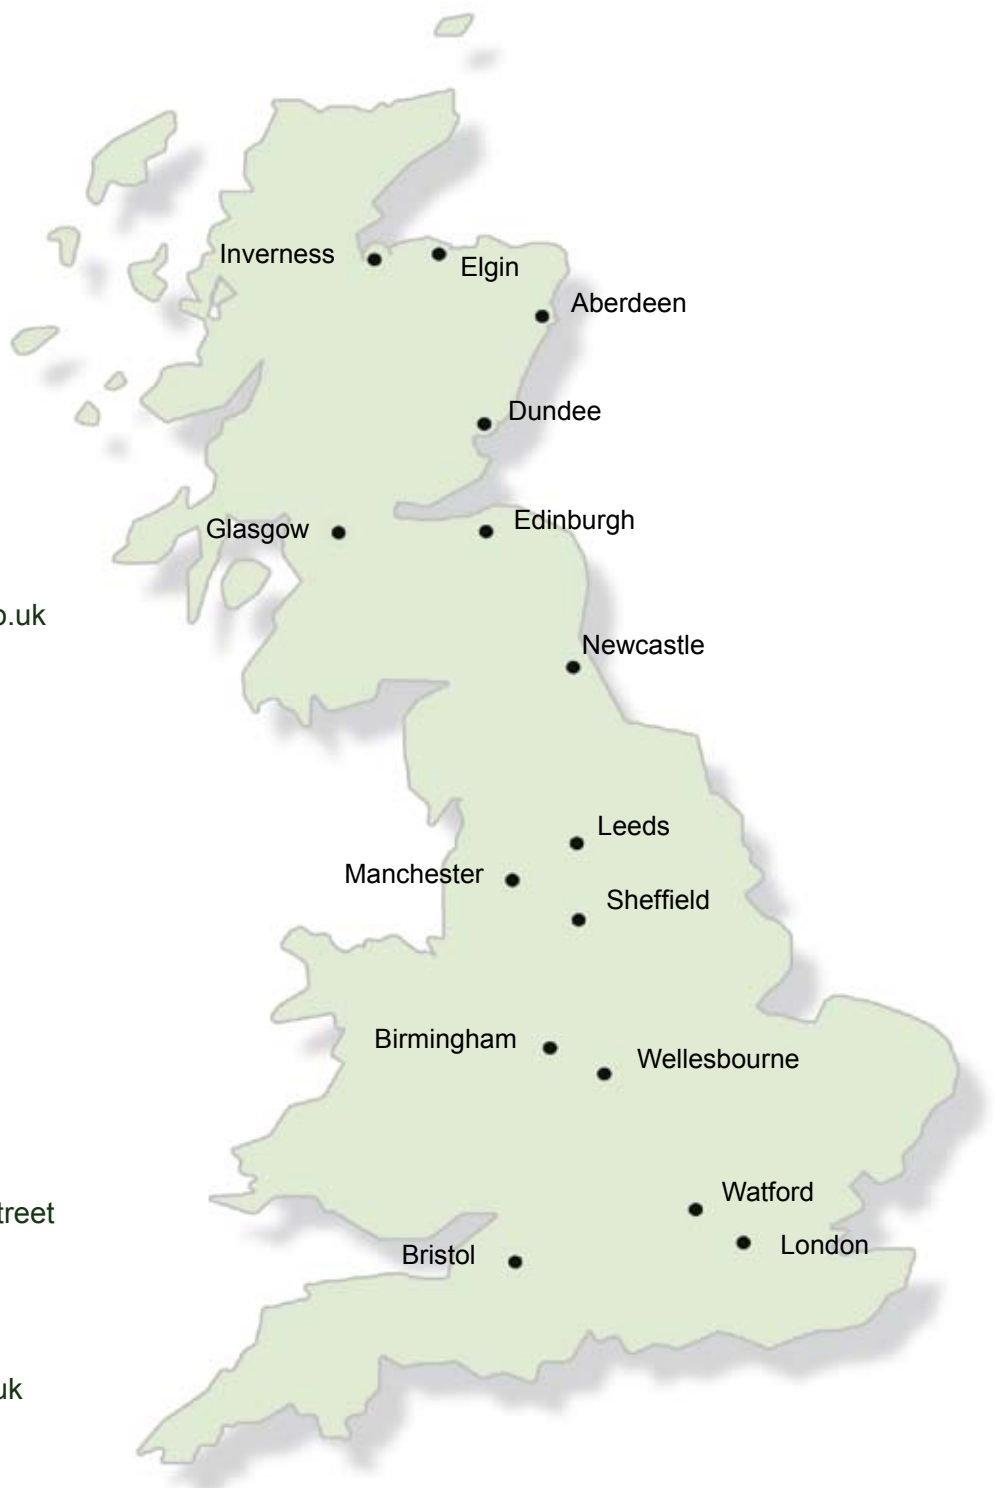 Inverness
Elgin
Aberdeen
Dundee
Glasgow
Edinburgh
.uk
Newcastle
Leeds
Manchester
Sheffield
Birmingham
Wellesbourne
Watford
treet
London
Bristol
uk